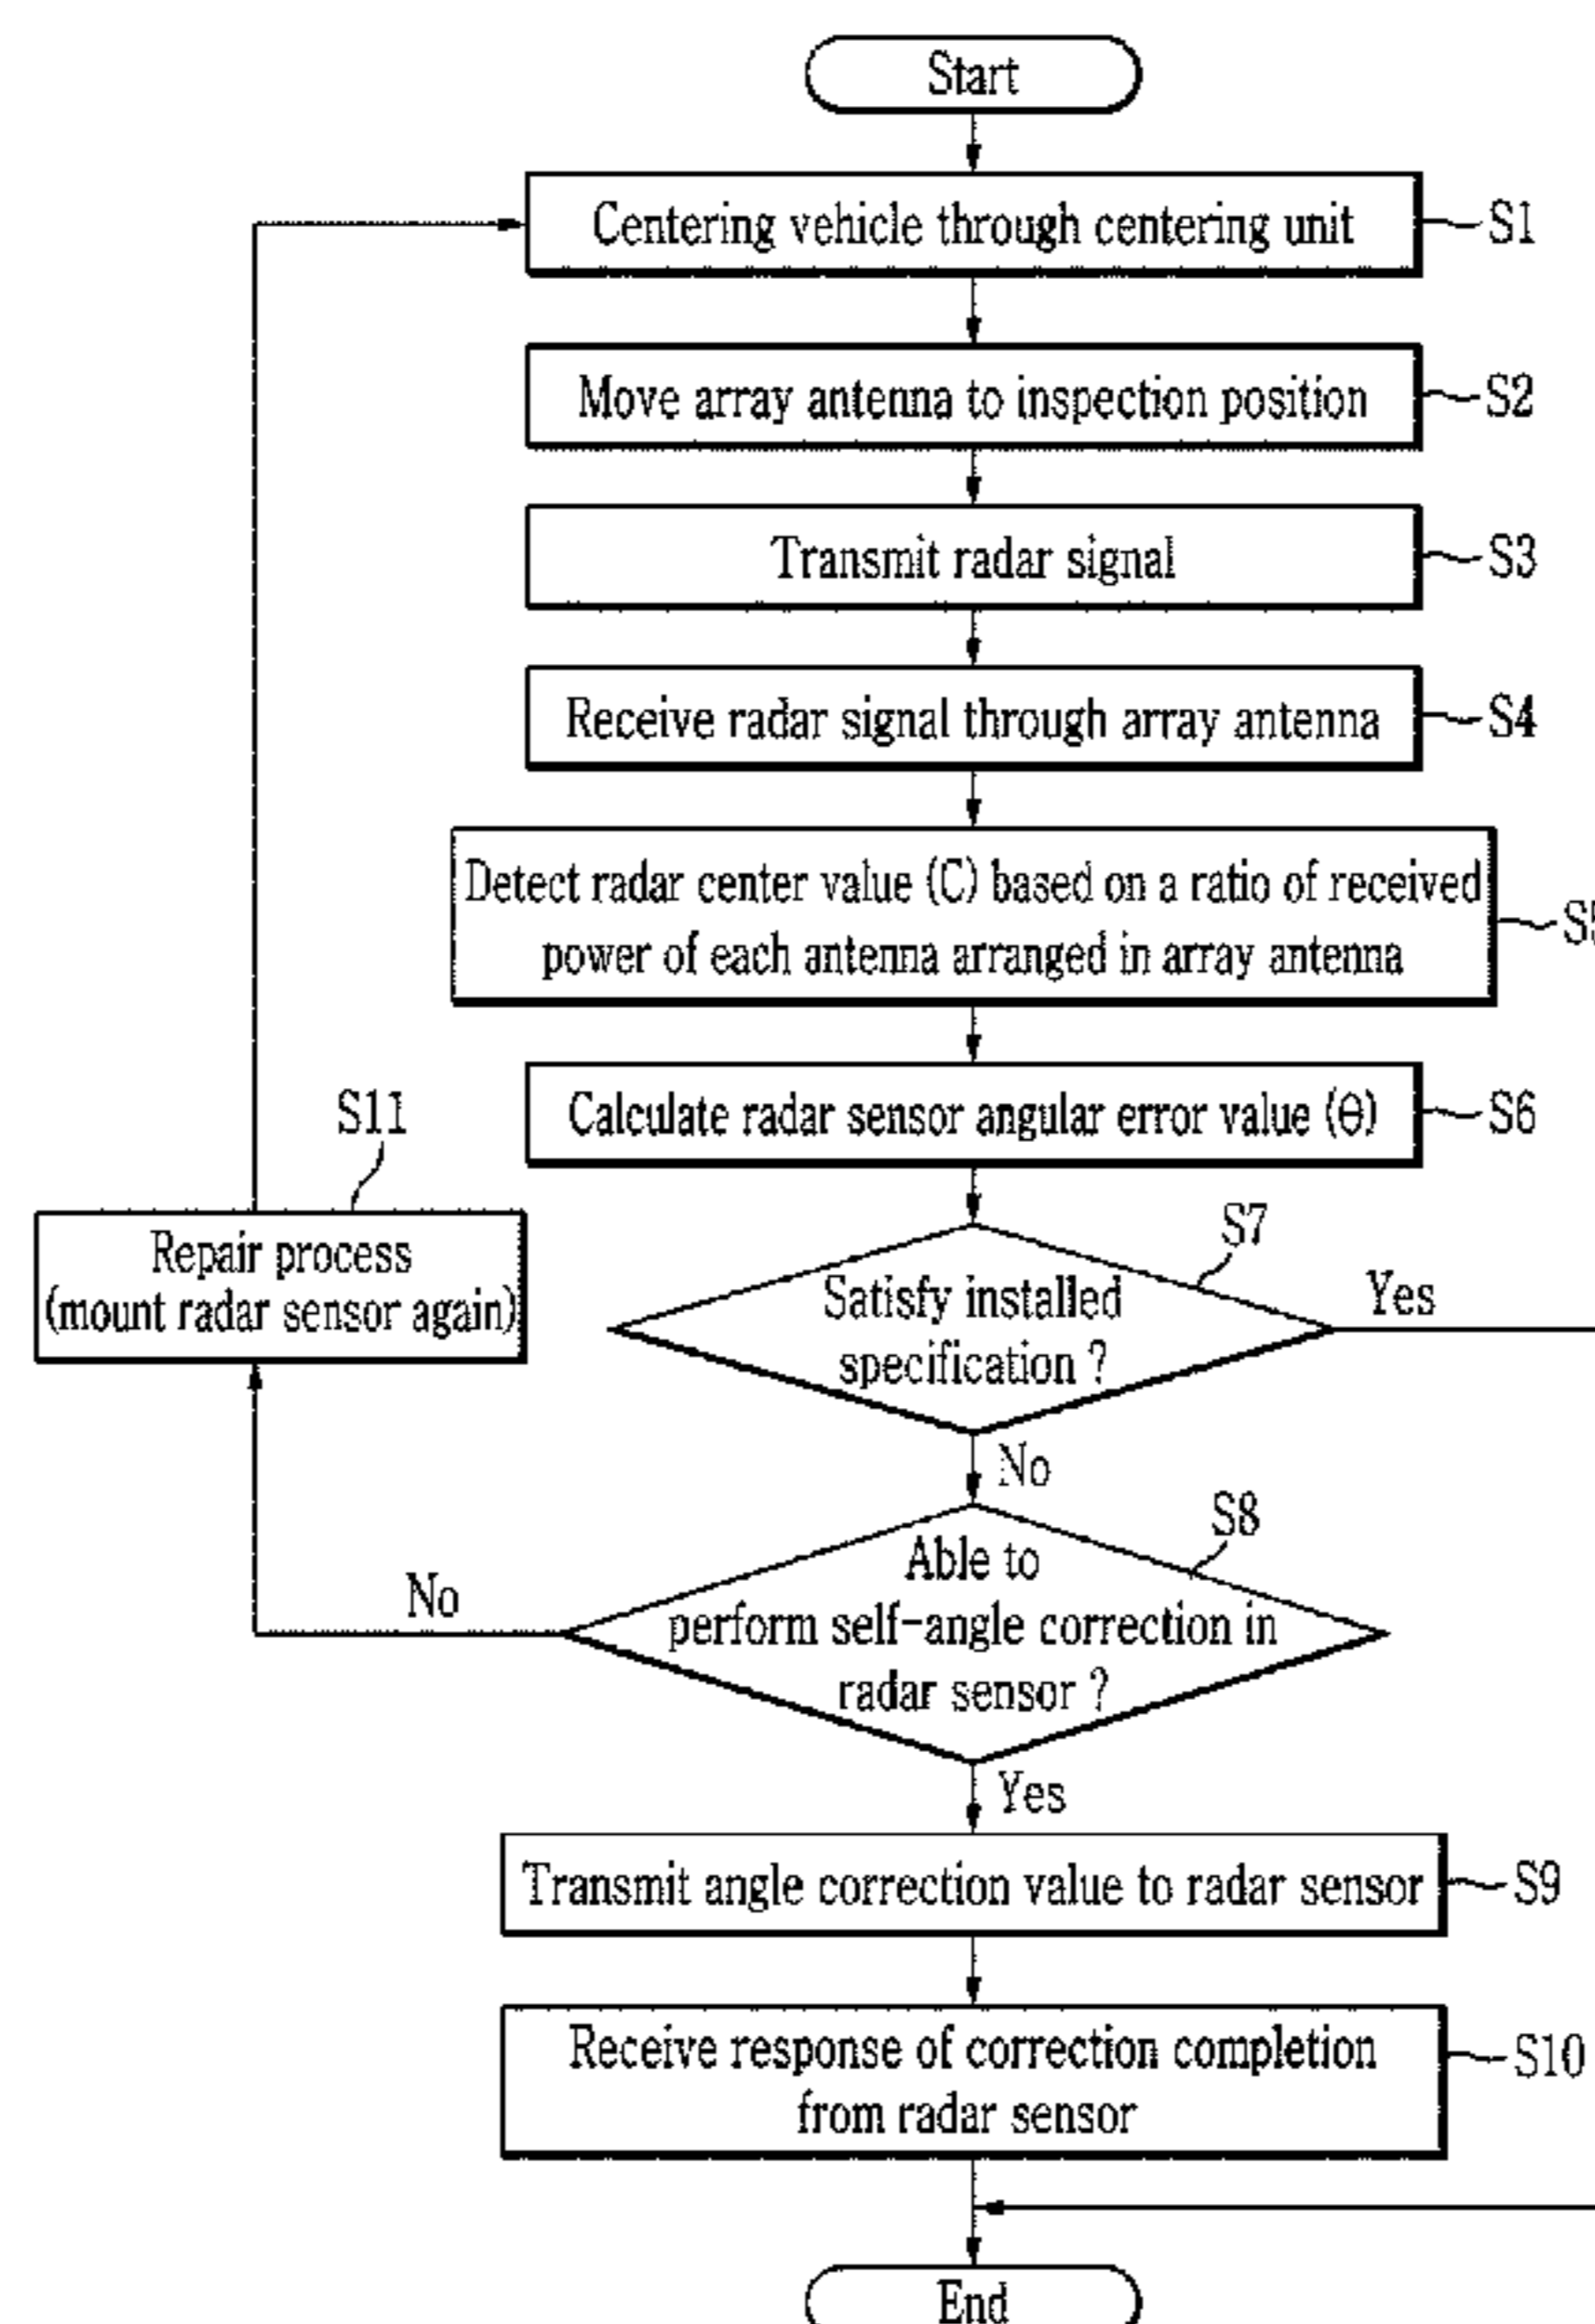 Start
Centering vehicle through centering unit
S1
Move array antenna to inspection position
S2
Transmit radar signal
S3
Receive radar signal through array antenna
S4
Detect radar center value (C) based on a ratio of received
power of each antenna arranged in array antenna
S5
Calculate radar sensor angular error value (Θ)
S6
S11
Repair process
(mount radar sensor again)
S7
Satisfy installed
specification ?
Yes
No
S8
Able to
perform self-angle correction in
radar sensor ?
No
Yes
Transmit angle correction value to radar sensor
S9
Receive response of correction completion
from radar sensor
S10
End